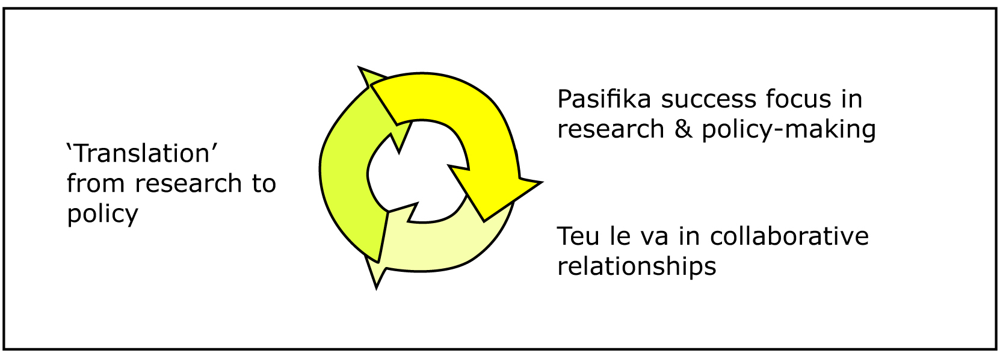 Pasifika success focus in
research & policy-making
‘Translation’
from research to
policy
Teu le va in collaborative
relationships